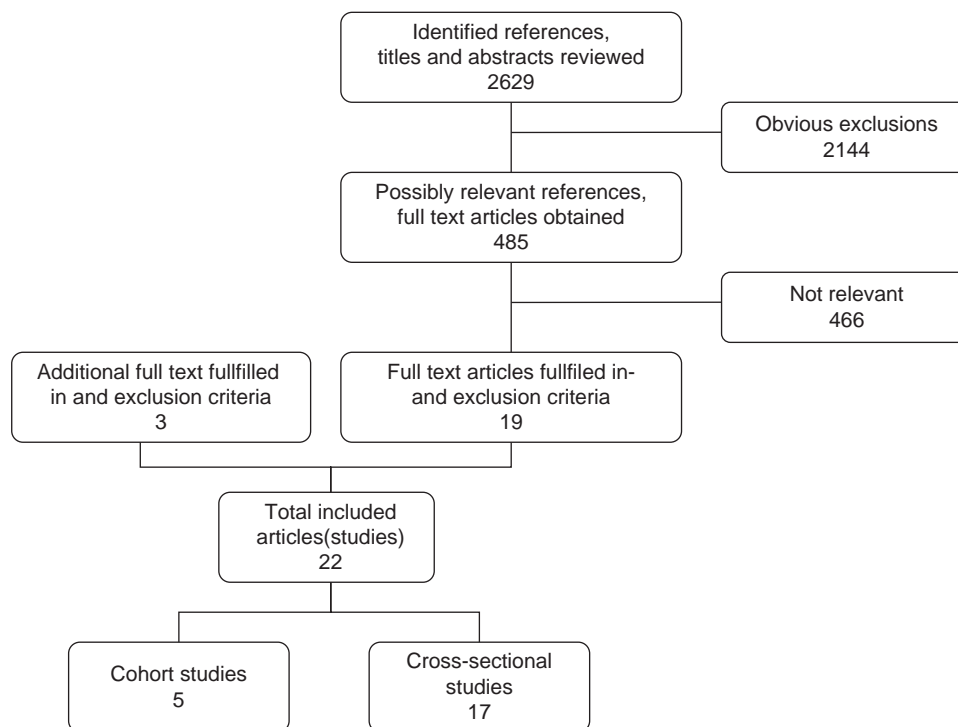 Identified references,
titles and abstracts reviewed
2629
Obvious exclusions
2144
Possibly relevant references,
full text articles obtained
485
Not relevant
466
Additional full text fullfilled
in and exclusion criteria
3
Full text articles fullfiled in-
and exclusion criteria
19
Total included
articles(studies)
22
Cohort studies
5
Cross-sectional
studies
17